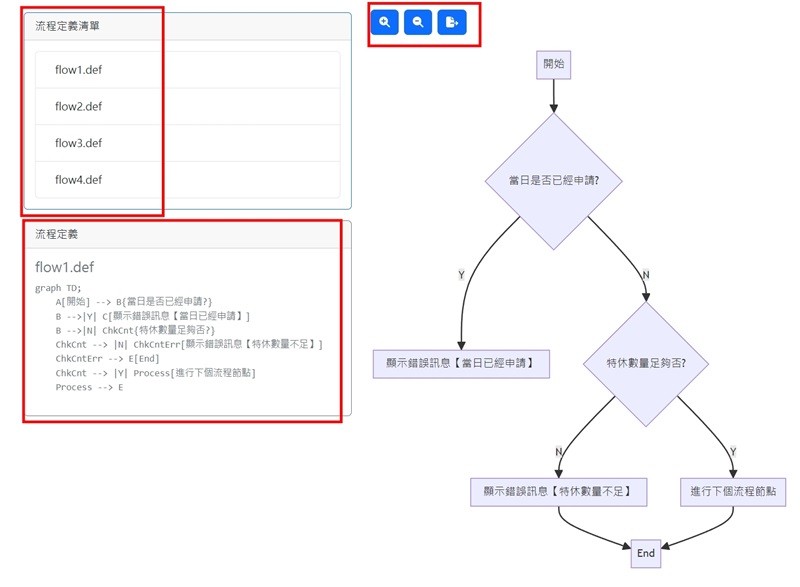 流程定義清單
flow1.def
flow2.def
flow3.def
flow4.def
流程定義
flow1.def
graph TD;
A[開始] --> B{當日是否已經申請?}
B -->|Y| C[顯示錯誤訊息【當日已經申請】]
B -->|N| ChkCnt{特休數量足夠否?}
ChkCnt --> |N| ChkCntErr[顯示錯誤訊息【特休數量不足】]
ChkCntErr --> E[End]
ChkCnt --> |Y| Process[進行下個流程節點]
Process --> E
開始
當日是否已經申請?
Y
N
顯示錯誤訊息【當日已經申請】
特休數量足夠否?
N
Y
顯示錯誤訊息【特休數量不足】
進行下個流程節點
End